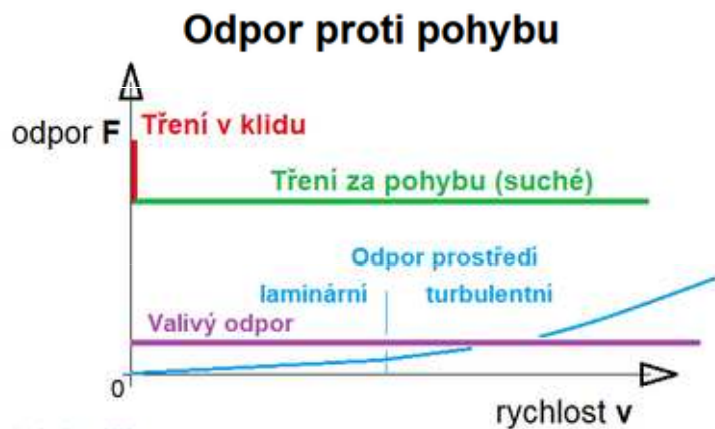 Odpor proti pohybu
odpor F
Tření v klidu
Tření za pohybu (suché)
Odpor prostředí
laminární
turbulentní
Valivý odpor
0
rychlost v